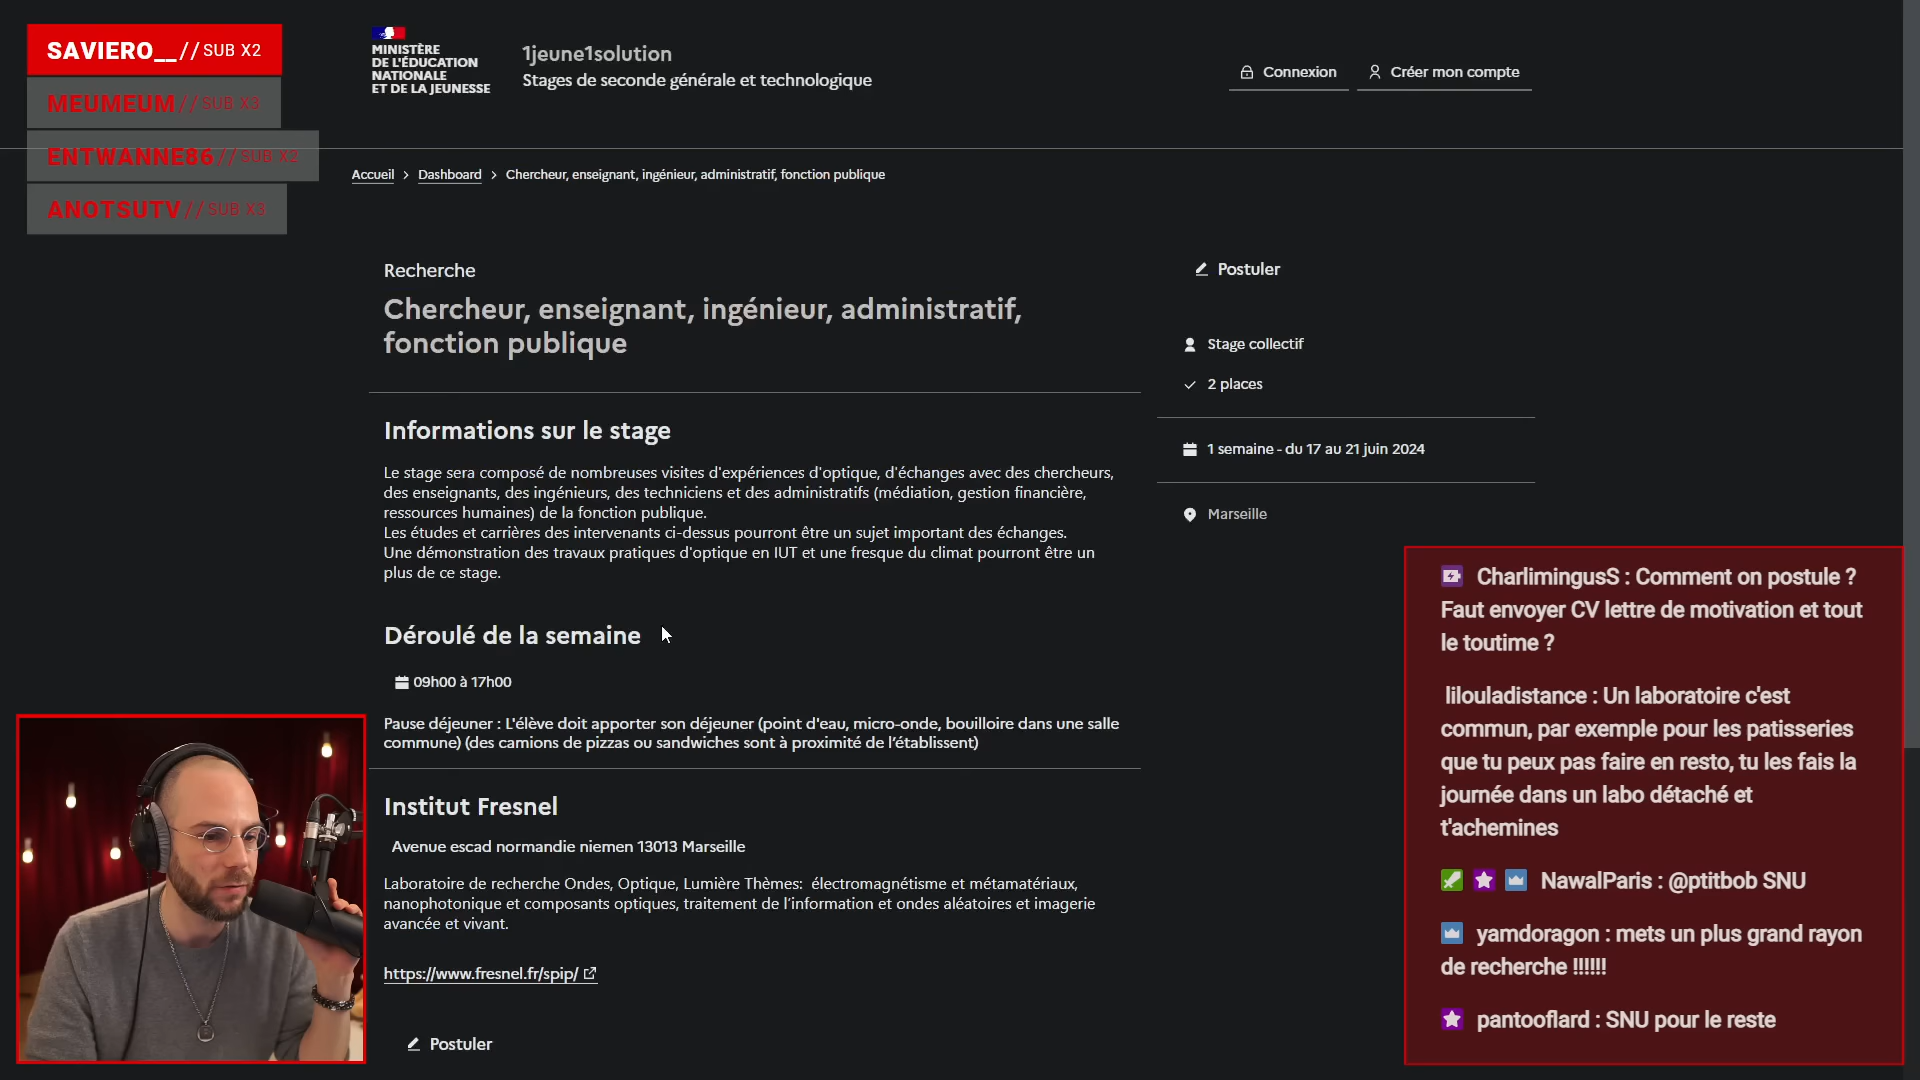 SAVIERO__//SUB X2
MEUMEUM//SUB X3
ENTWANNE86//SUB X2
ANOTSUTV//SUB X3
MINISTÈRE
DE L'ÉDUCATION
NATIONALE
ET DE LA JEUNESSE
1jeune1solution
Stages de seconde générale et technologique
Connexion
Créer mon compte
Accueil > Dashboard > Chercheur, enseignant, ingénieur, administratif, fonction publique
Recherche
Chercheur, enseignant, ingénieur, administratif,
fonction publique
Informations sur le stage
Le stage sera composé de nombreuses visites d'expériences d'optique, d'échanges avec des chercheurs,
des enseignants, des ingénieurs, des techniciens et des administratifs (médiation, gestion financière,
ressources humaines) de la fonction publique.
Les études et carrières des intervenants ci-dessus pourront être un sujet important des échanges.
Une démonstration des travaux pratiques d'optique en IUT et une fresque du climat pourront être un
plus de ce stage.
Déroulé de la semaine
09h00 à 17h00
Pause déjeuner : L'élève doit apporter son déjeuner (point d'eau, micro-onde, bouilloire dans une salle
commune) (des camions de pizzas ou sandwiches sont à proximité de l'établissent)
Institut Fresnel
Avenue escad normandie niemen 13013 Marseille
Laboratoire de recherche Ondes, Optique, Lumière Thèmes: électromagnétisme et métamatériaux,
nanophotonique et composants optiques, traitement de l'information et ondes aléatoires et imagerie
avancée et vivant.
https://www.fresnel.fr/spip/
Postuler
Postuler
Stage collectif
2 places
1 semaine - du 17 au 21 juin 2024
Marseille
CharlimingusS : Comment on postule ?
Faut envoyer CV lettre de motivation et tout
le toutime ?
lilouladistance : Un laboratoire c'est
commun, par exemple pour les patisseries
que tu peux pas faire en resto, tu les fais la
journée dans un labo détaché et
t'achemines
NawalParis : @ptitbob SNU
yamdoragon : mets un plus grand rayon
de recherche !!!!!!
pantooflard : SNU pour le reste